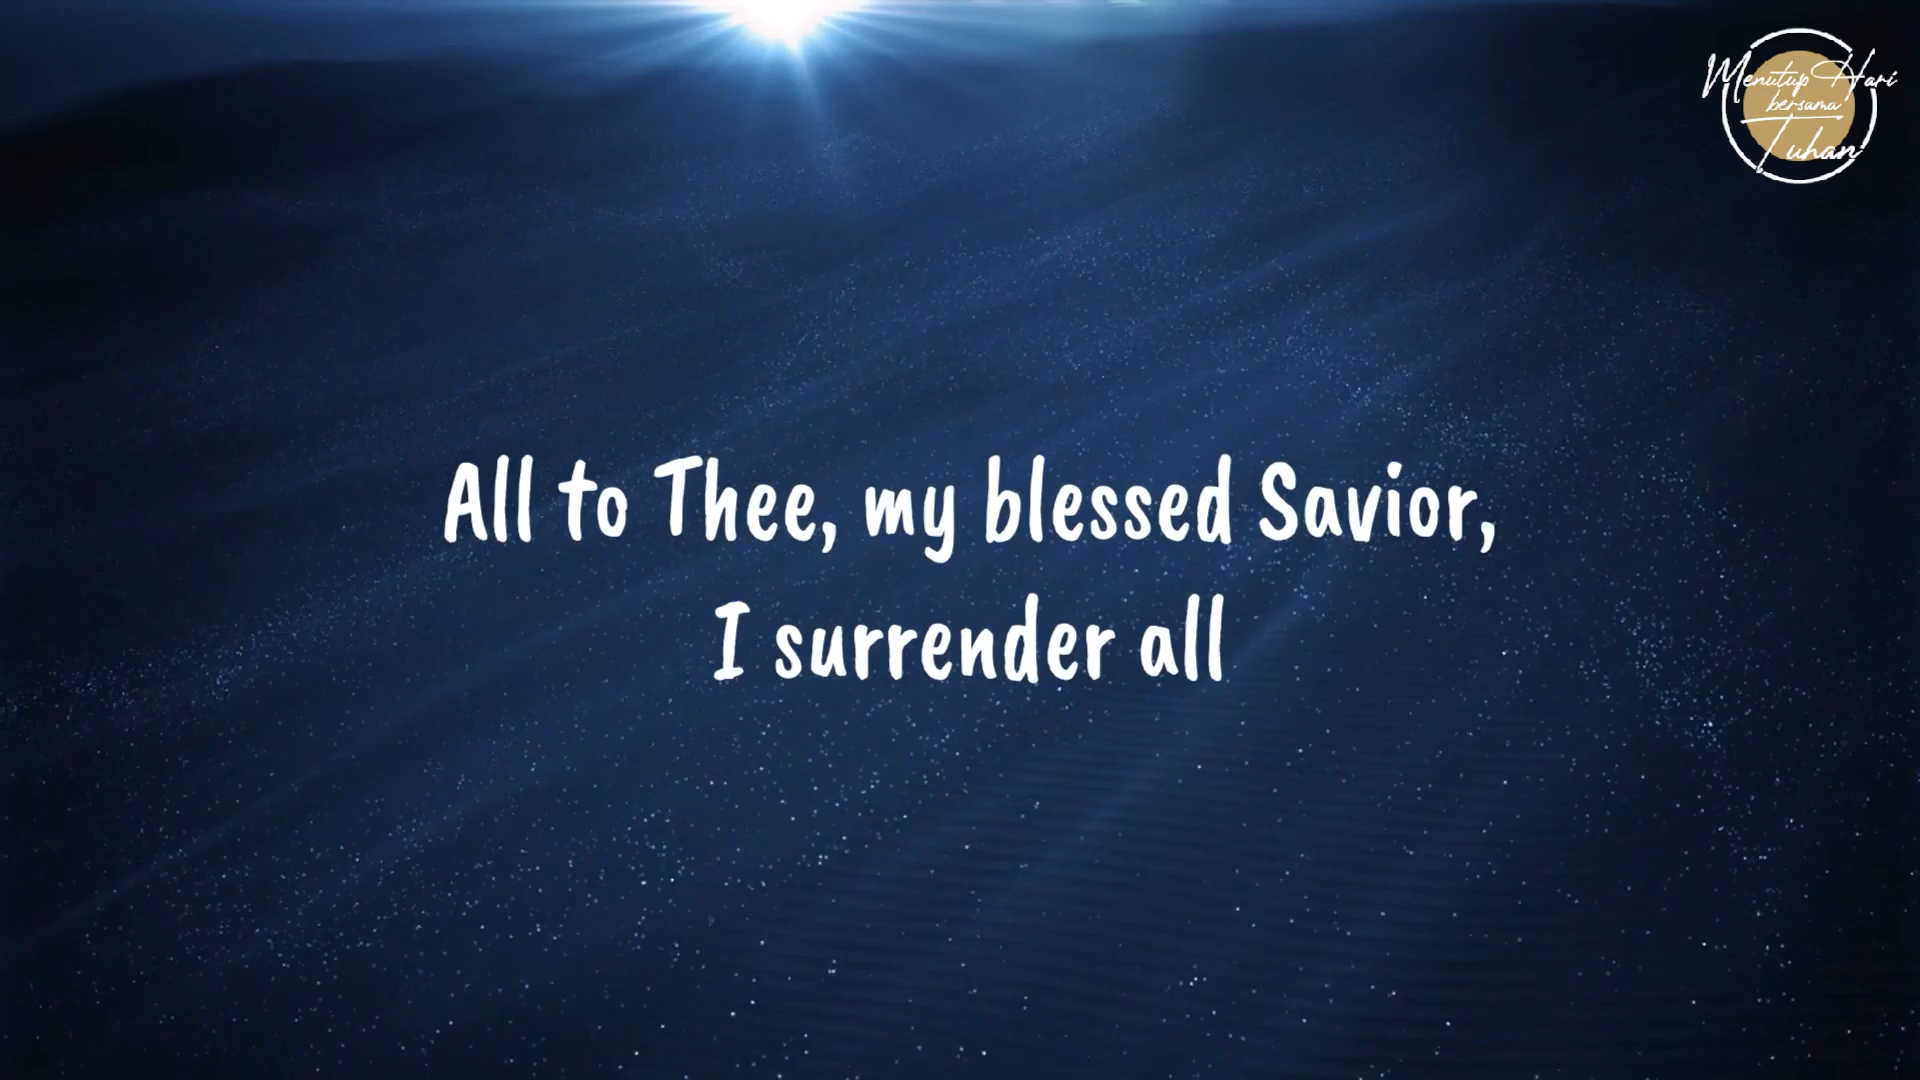 Menutup Hari
bersama
Tuhan
All to Thee, my blessed Savior,
I surrender all